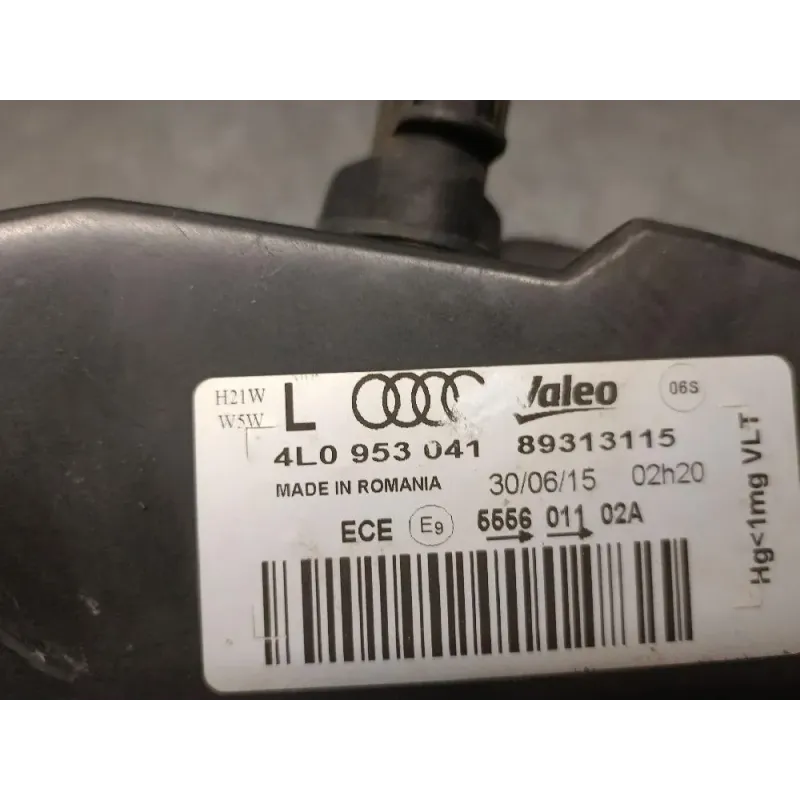 H21W
W5W
L Valeo 06S
4L0 953 041 89313115
MADE IN ROMANIA 30/06/15 02h20
ECE E9 5556 011 02A
Hg<1mg VLT